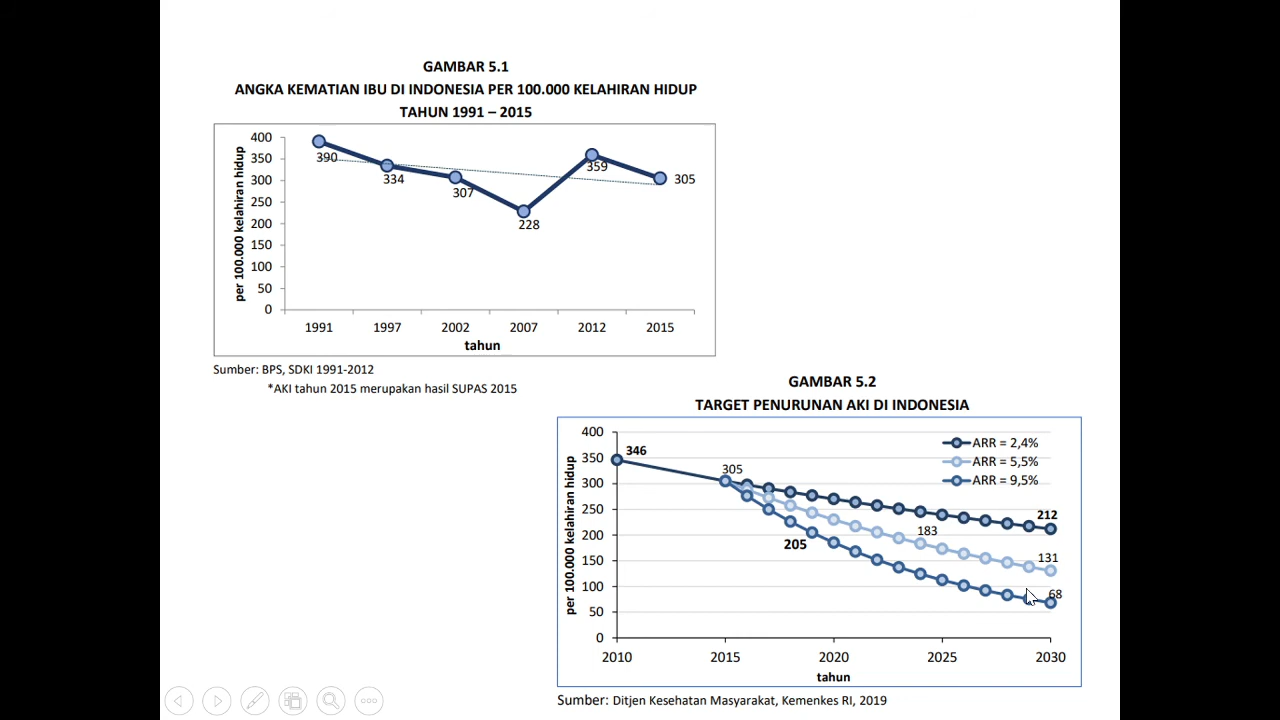 GAMBAR 5.1
ANGKA KEMATIAN IBU DI INDONESIA PER 100.000 KELAHIRAN HIDUP
TAHUN 1991 – 2015
per 100.000 kelahiran hidup
400
350
300
250
200
150
100
50
0
390
334
307
228
359
305
1991 1997 2002 2007 2012 2015
tahun
Sumber: BPS, SDKI 1991-2012
*AKI tahun 2015 merupakan hasil SUPAS 2015
GAMBAR 5.2
TARGET PENURUNAN AKI DI INDONESIA
per 100.000 kelahiran hidup
400
350
300
250
200
150
100
50
0
ARR = 2,4%
ARR = 5,5%
ARR = 9,5%
346
305
212
183
205
131
68
2010 2015 2020 2025 2030
tahun
Sumber: Ditjen Kesehatan Masyarakat, Kemenkes RI, 2019